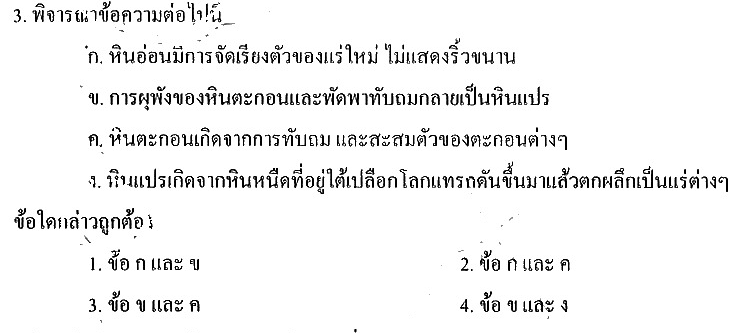 3. พิจารณาข้อความต่อไปนี้
ก. หินอ่อนมีการจัดเรียงตัวของแร่ใหม่ ไม่แสดงริ้วขนาน
ข. การผุพังของหินตะกอนและพัดพาทับถมกลายเป็นหินแปร
ค. หินตะกอนเกิดจากการทับถม และสะสมตัวของตะกอนต่างๆ
ง. หินแปรเกิดจากหินหนืดที่อยู่ใต้เปลือกโลกแทรกดันขึ้นมาแล้วตกผลึกเป็นแร่ต่างๆ
ข้อใดกล่าวถูกต้อง
1. ข้อ ก และ ข 2. ข้อ ก และ ค
3. ข้อ ข และ ค 4. ข้อ ข และ ง